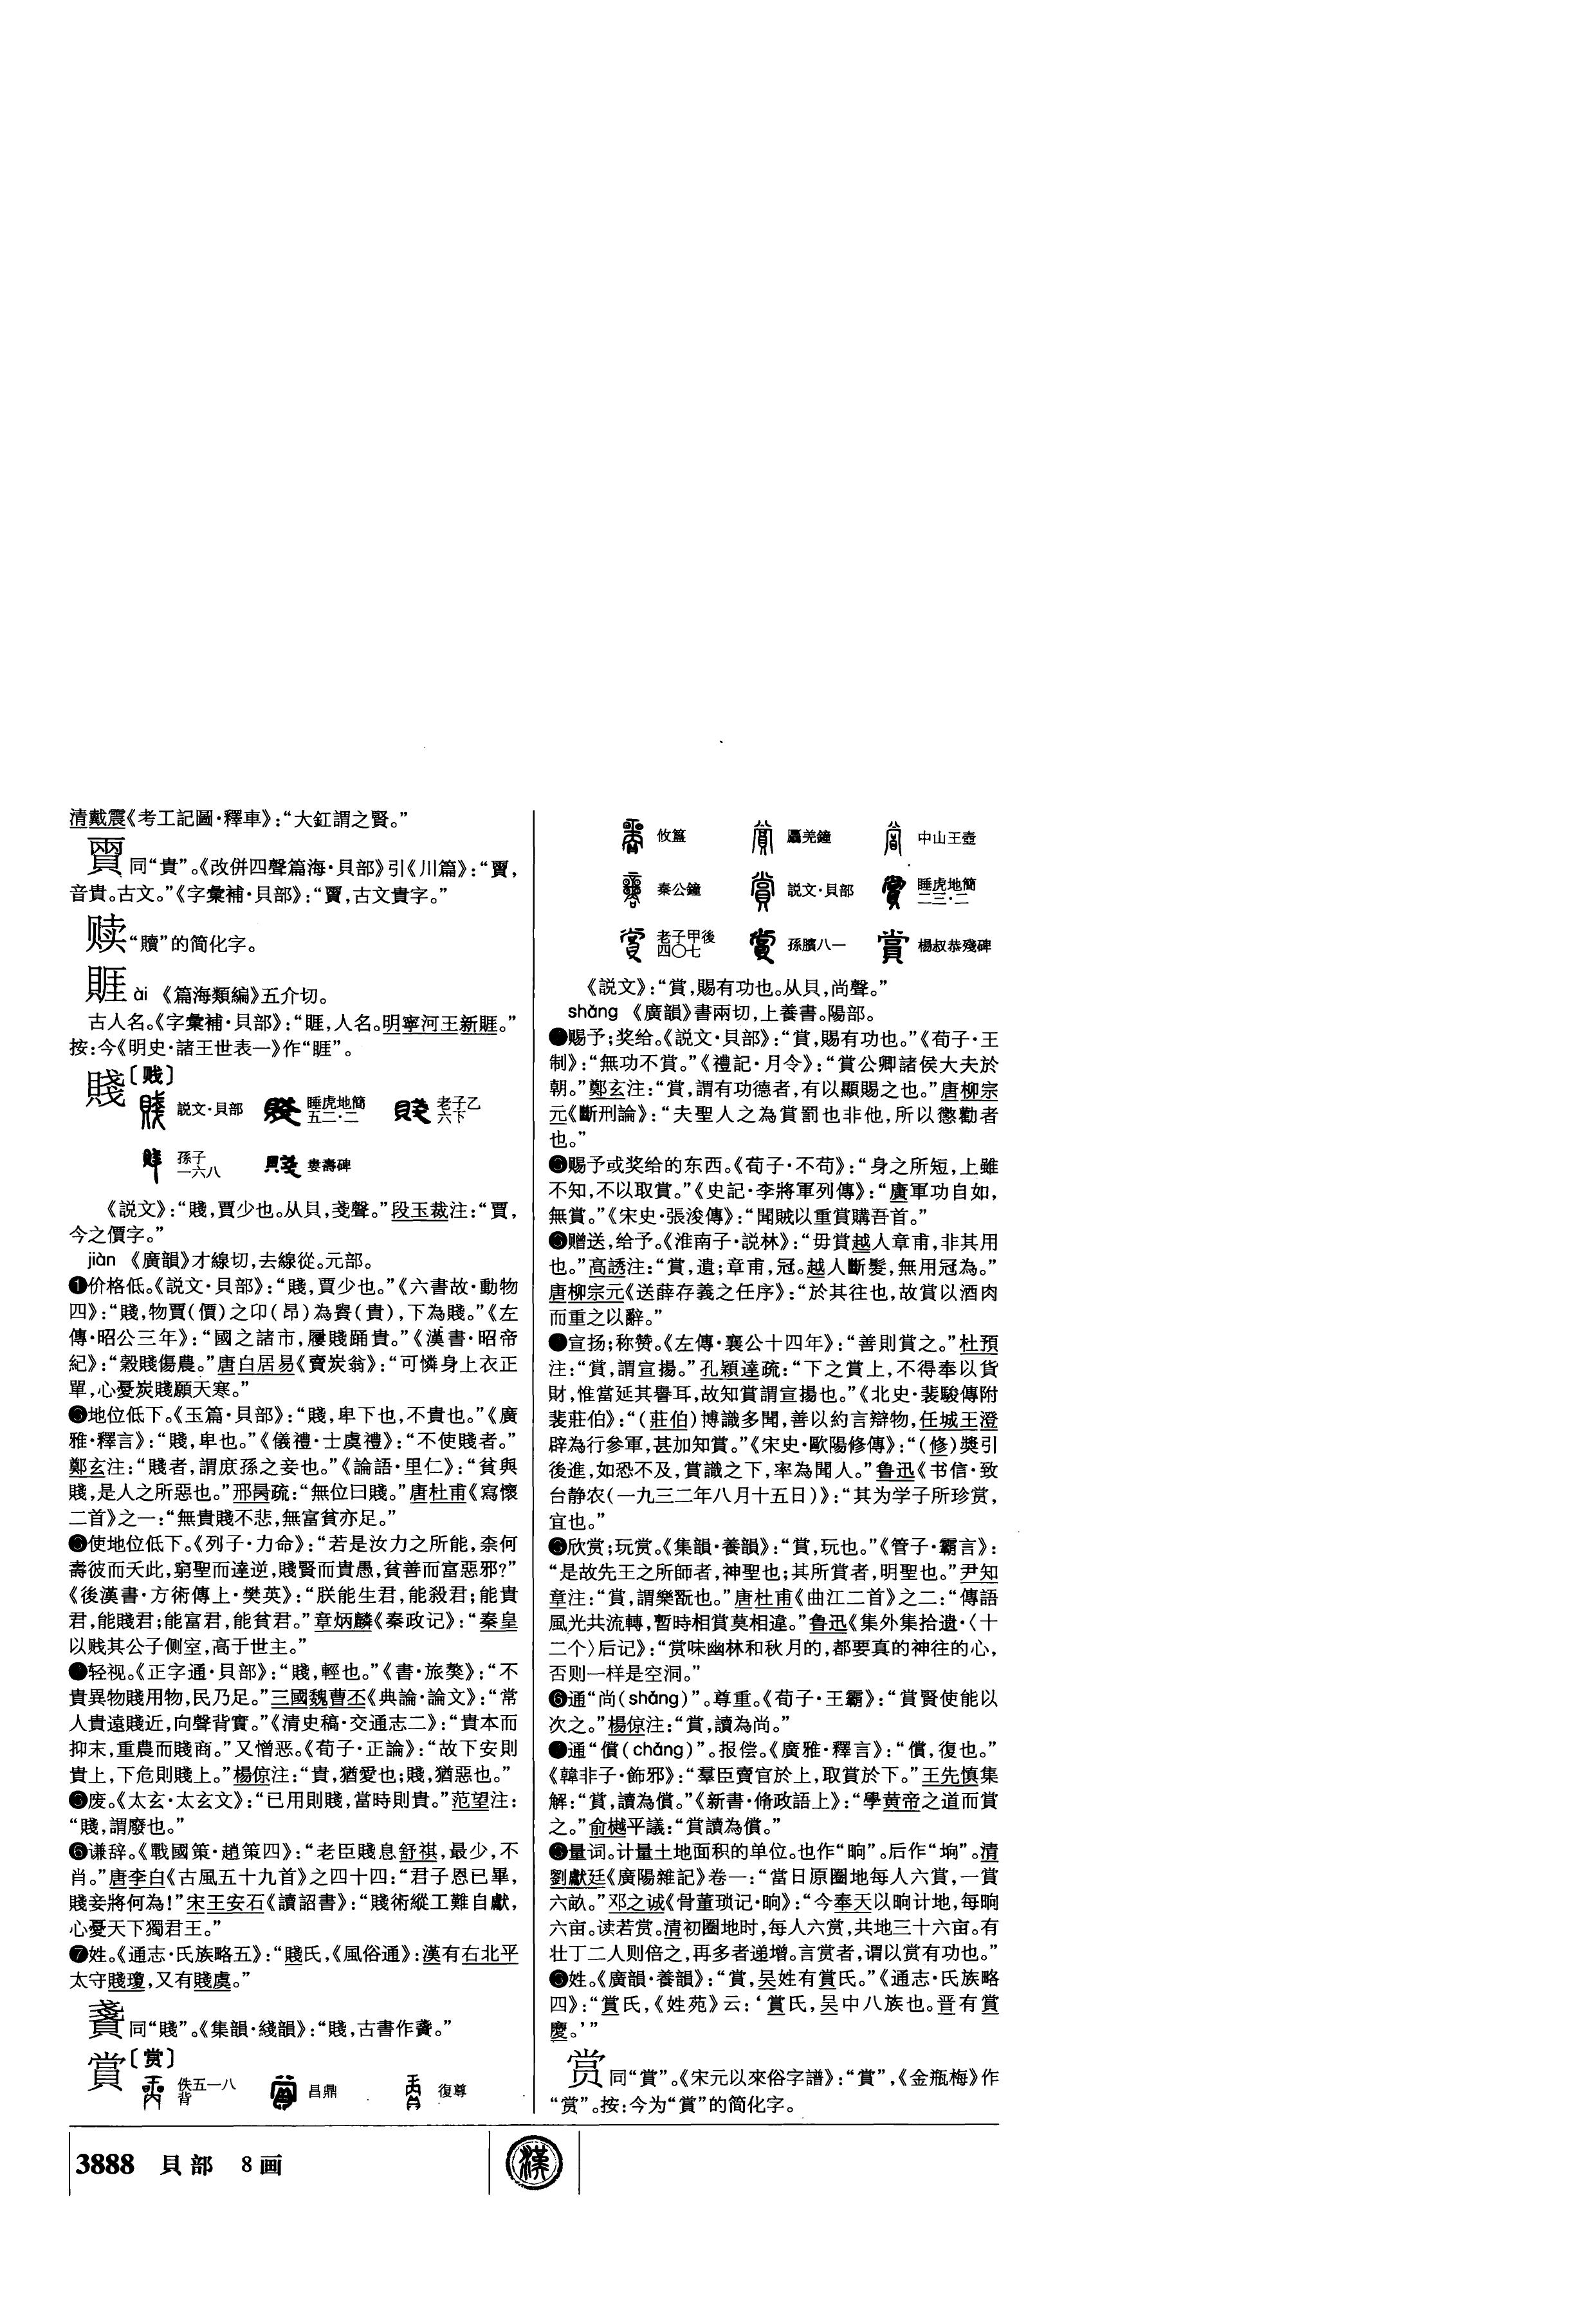 清戴震《考工記圖·釋車》：“大釭謂之賢。”
同“貴”。《改併四聲篇海·貝部》引《川篇》：“
音貴。古文。”《字彙補·貝部》：“，古文貴字。”
赎 “贖”的简化字。
䝽 ài 《篇海類編》五介切。
古人名。《字彙補·貝部》：“，人名。明寧河王新。”
按：今《明史·諸王世表一》作“”。
賤〔贱〕
説文·貝部 睡虎地簡五二·二 老子乙六下
孫子一六八 婁壽碑
《説文》：“賤，賈少也。从貝，戔聲。”段玉裁注：“賈，
今之價字。”
jiàn 《廣韻》才線切，去線從。元部。
❶价格低。《説文·貝部》：“賤，賈少也。”《六書故·動物
四》：“賤，物賈（價）之卬（昂）為貴（貴），下為賤。”《左
傳·昭公三年》：“國之諸市，屨賤踊貴。”《漢書·昭帝
紀》：“穀賤傷農。”唐白居易《賣炭翁》：“可憐身上衣正
單，心憂炭賤願天寒。”
❷地位低下。《玉篇·貝部》：“賤，卑下也，不貴也。”《廣
雅·釋言》：“賤，卑也。”《儀禮·士虞禮》：“不使賤者。”
鄭玄注：“賤者，謂庶孫之妾也。”《論語·里仁》：“貧與
賤，是人之所惡也。”邢昺疏：“無位曰賤。”唐杜甫《寫懷
二首》之一：“無貴賤不悲，無富貧亦足。”
❸使地位低下。《列子·力命》：“若是汝力之所能，柰何
壽彼而夭此，窮聖而達逆，賤賢而貴愚，貧善而富惡邪？”
《後漢書·方術傳上·樊英》：“朕能生君，能殺君；能貴
君，能賤君；能富君，能貧君。”章炳麟《秦政记》：“秦皇
以贱其公子侧室，高于世主。”
❹轻视。《正字通·貝部》：“賤，輕也。”《書·旅獒》：“不
貴異物賤用物，民乃足。”三國魏曹丕《典論·論文》：“常
人貴遠賤近，向聲背實。”《清史稿·交通志二》：“貴本而
抑末，重農而賤商。”又憎恶。《荀子·正論》：“故下安則
貴上，下危則賤上。”楊倞注：“貴，猶愛也；賤，猶惡也。”
❺废。《太玄·太玄文》：“已用則賤，當時則貴。”范望注：
“賤，謂廢也。”
❻谦辞。《戰國策·趙策四》：“老臣賤息舒祺，最少，不
肖。”唐李白《古風五十九首》之四十四：“君子恩已畢，
賤妾將何為！”宋王安石《讀詔書》：“賤術縱工難自獻，
心憂天下獨君王。”
❼姓。《通志·氏族略五》：“賤氏，《風俗通》：漢有右北平
太守賤瓊，又有賤虞。”
同“賤”。《集韻·綫韻》：“賤，古書作。”
賞〔赏〕
佚五一八背 昌鼎 復尊
攸簋 驫羌鐘 中山王壺
秦公鐘 説文·貝部 睡虎地簡二三·二
老子甲後四〇七 孫臏八一 楊叔恭殘碑
《説文》：“賞，賜有功也。从貝，尚聲。”
shǎng 《廣韻》書兩切，上養書。陽部。
❶赐予；奖给。《説文·貝部》：“賞，賜有功也。”《荀子·王
制》：“無功不賞。”《禮記·月令》：“賞公卿諸侯大夫於
朝。”鄭玄注：“賞，謂有功德者，有以顯賜之也。”唐柳宗
元《斷刑論》：“夫聖人之為賞罰也非他，所以懲勸者
也。”
❷赐予或奖给的东西。《荀子·不苟》：“身之所短，上雖
不知，不以取賞。”《史記·李將軍列傳》：“廣軍功自如，
無賞。”《宋史·張浚傳》：“聞賊以重賞購吾首。”
❸赠送，给予。《淮南子·説林》：“毋賞越人章甫，非其用
也。”高誘注：“賞，遺；章甫，冠。越人斷髮，無用冠為。”
唐柳宗元《送薛存義之任序》：“於其往也，故賞以酒肉
而重之以辭。”
❹宣扬；称赞。《左傳·襄公十四年》：“善則賞之。”杜預
注：“賞，謂宣揚。”孔穎達疏：“下之賞上，不得奉以貨
財，惟當延其譽耳，故知賞謂宣揚也。”《北史·裴駿傳附
裴莊伯》：“（莊伯）博識多聞，善以約言辯物，任城王澄
辟為行參軍，甚加知賞。”《宋史·歐陽修傳》：“（修）獎引
後進，如恐不及，賞識之下，率為聞人。”鲁迅《书信·致
台静农（一九三二年八月十五日）》：“其为学子所珍赏，
宜也。”
❺欣赏；玩赏。《集韻·養韻》：“賞，玩也。”《管子·霸言》：
“是故先王之所師者，神聖也；其所賞者，明聖也。”尹知
章注：“賞，謂樂翫也。”唐杜甫《曲江二首》之二：“傳語
風光共流轉，暫時相賞莫相違。”鲁迅《集外集拾遗·〈十
二个〉后记》：“赏味幽林和秋月的，都要真的神往的心，
否则一样是空洞。”
❻通“尚（shǎng）”。尊重。《荀子·王霸》：“賞賢使能以
次之。”楊倞注：“賞，讀為尚。”
❼通“償（chǎng）”。报偿。《廣雅·釋言》：“償，復也。”
《韓非子·飾邪》：“羣臣賣官於上，取賞於下。”王先慎集
解：“賞，讀為償。”《新書·脩政語上》：“學黄帝之道而賞
之。”俞樾平議：“賞讀為償。”
❽量词。计量土地面积的单位。也作“晌”。后作“垧”。清
劉獻廷《廣陽雜記》卷一：“當日原圈地每人六賞，一賞
六畝。”邓之诚《骨董琐记·晌》：“今奉天以晌计地，每晌
六亩。读若赏。清初圈地时，每人六赏，共地三十六亩。有
壮丁二人则倍之，再多者递增。言赏者，谓以赏有功也。”
❾姓。《廣韻·養韻》：“賞，吴姓有賞氏。”《通志·氏族略
四》：“賞氏，《姓苑》云：‘賞氏，吴中八族也。晋有賞
慶。’”
赏 同“賞”。《宋元以來俗字譜》：“賞”，《金瓶梅》作
“赏”。按：今为“賞”的简化字。
3888 貝部 8画
漢